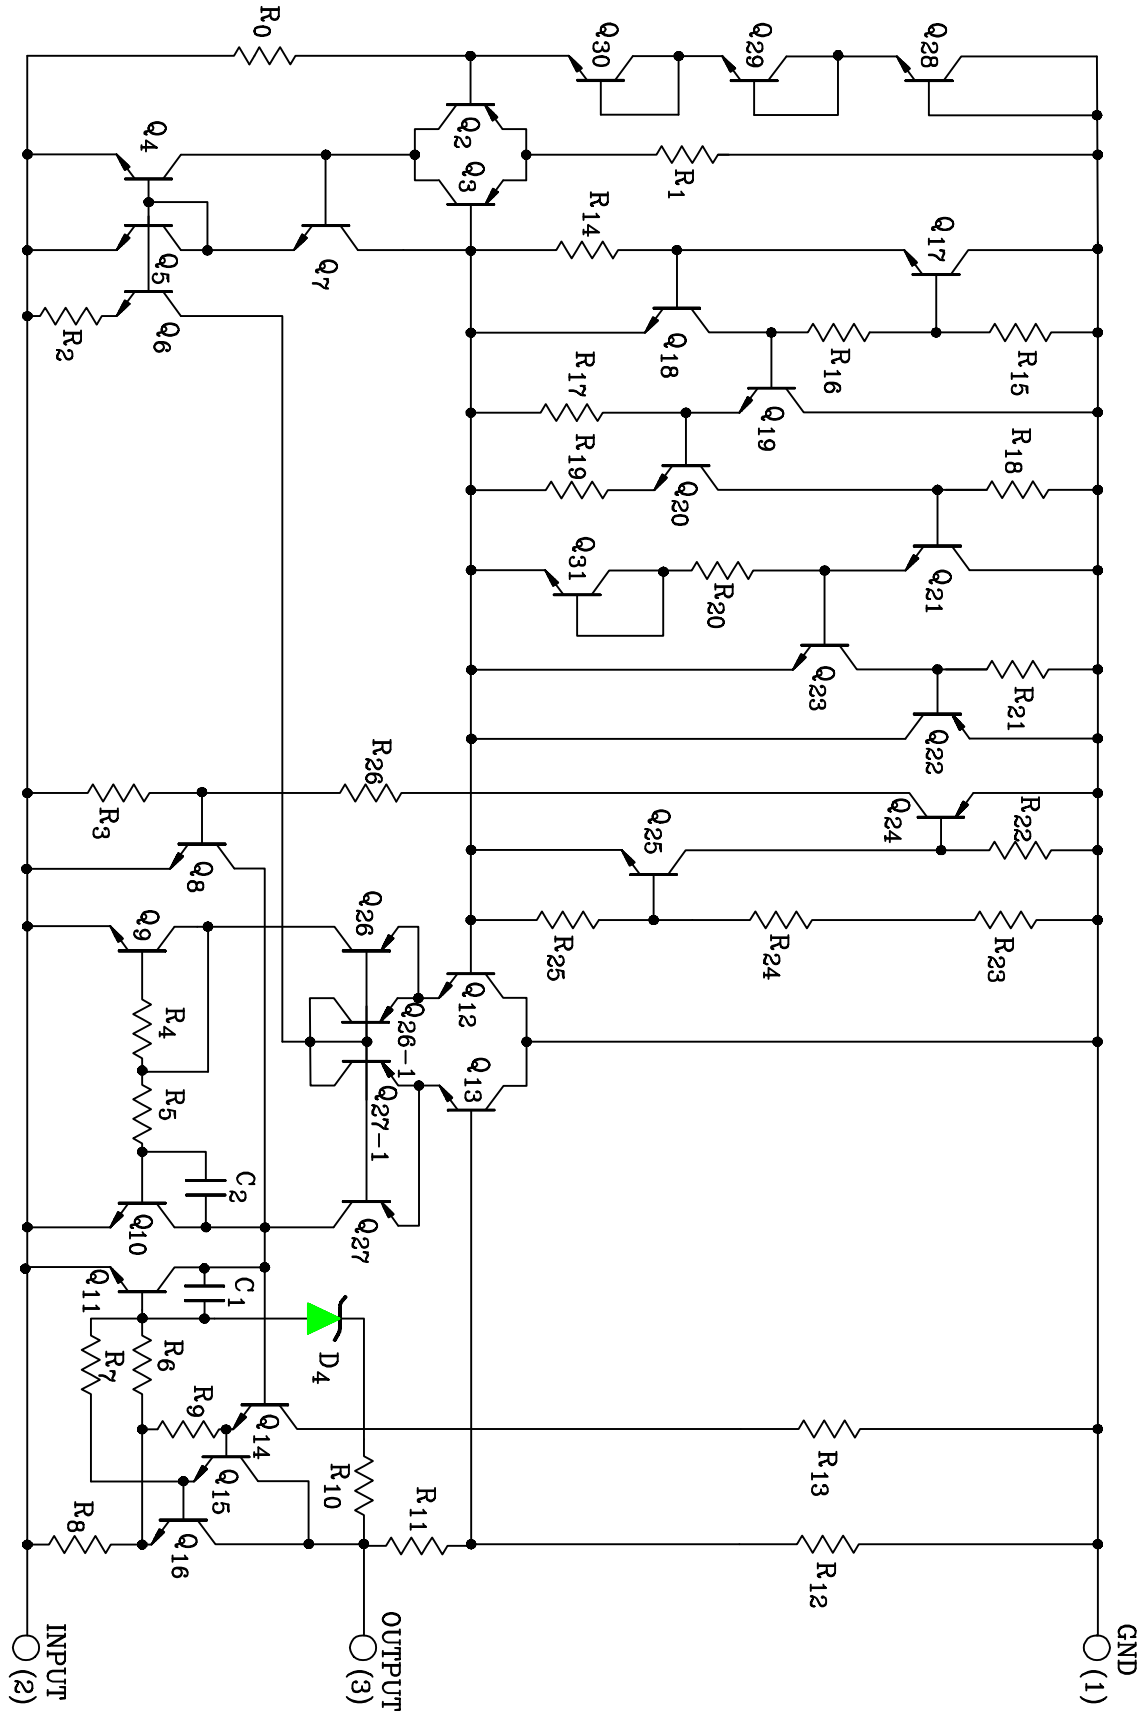 GND
(1)
Q28
Q17
R15
R18
Q21
R21
Q22
R22
Q24
R23
Q29
R16
Q19
Q23
R24
R13
R12
R1
Q18
Q20
R20
Q25
Q30
R14
R17
R19
Q31
R25
Q2
Q3
Q12
Q13
R11
R26
Q26
Q26-1
Q27-1
Q27
OUTPUT
(3)
R0
Q7
D4
R10
C2
C1
Q14
Q8
R9
Q15
Q4
Q5
Q6
Q9
R4
R5
Q10
R6
Q16
R2
R3
Q11
R7
R8
INPUT
(2)